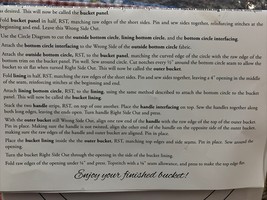 as desired. This will now be called the bucket panel.
Fold bucket panel in half, RST, matching raw edges of the short sides. Pin and sew sides together, reinforcing stitches at the
beginning and end. Leave this Wrong Side Out.
Use the Circle Diagram to cut the outside bottom circle, lining bottom circle, and the bottom circle interfacing.
Attach the bottom circle interfacing to the Wrong Side of the outside bottom circle fabric.
Attach the outside bottom circle, RST, to the bucket panel, matching the curved edge of the circle with the raw edge of the
bottom trim on the bucket panel. Pin well. Sew around circle. Cut notches every ½" around the bottom circle seam to allow the
bucket to sit flat when turned Right Side Out. This will now be called the outside bucket.
Fold lining in half, RST, matching the raw edges of the short sides. Pin and sew sides together, leaving a 4" opening in the middle
of the seam, reinforcing stitches at the beginning and end.
Attach lining bottom circle, RST, to the lining, using the same method described to attach the bottom circle to the bucket
panel. This will now be called the bucket lining.
Stack the two handle strips, RST, on top of one another. Place the handle interfacing on top. Sew the handles together along
both long edges, leaving the ends open. Turn handle Right Side Out and press.
With the outer bucket still Wrong Side Out, align one raw end of the handle with the raw edge of the top of the outer bucket.
Pin in place. Making sure the handle is not twisted, align the other end of the handle on the opposite side of the outer bucket,
making sure the raw edges of the handle and outer bucket are aligned. Pin in place.
Place the bucket lining inside the the outer bucket, RST, matching top edges and side seams. Pin in place. Sew around the
opening.
Turn the bucket Right Side Out through the opening in the side of the bucket lining.
Fold raw edges of the opening under ¼" and press. Topstitch with a ⅛" seam allowance, and press to make the top edge
Enjoy your finished bucket!